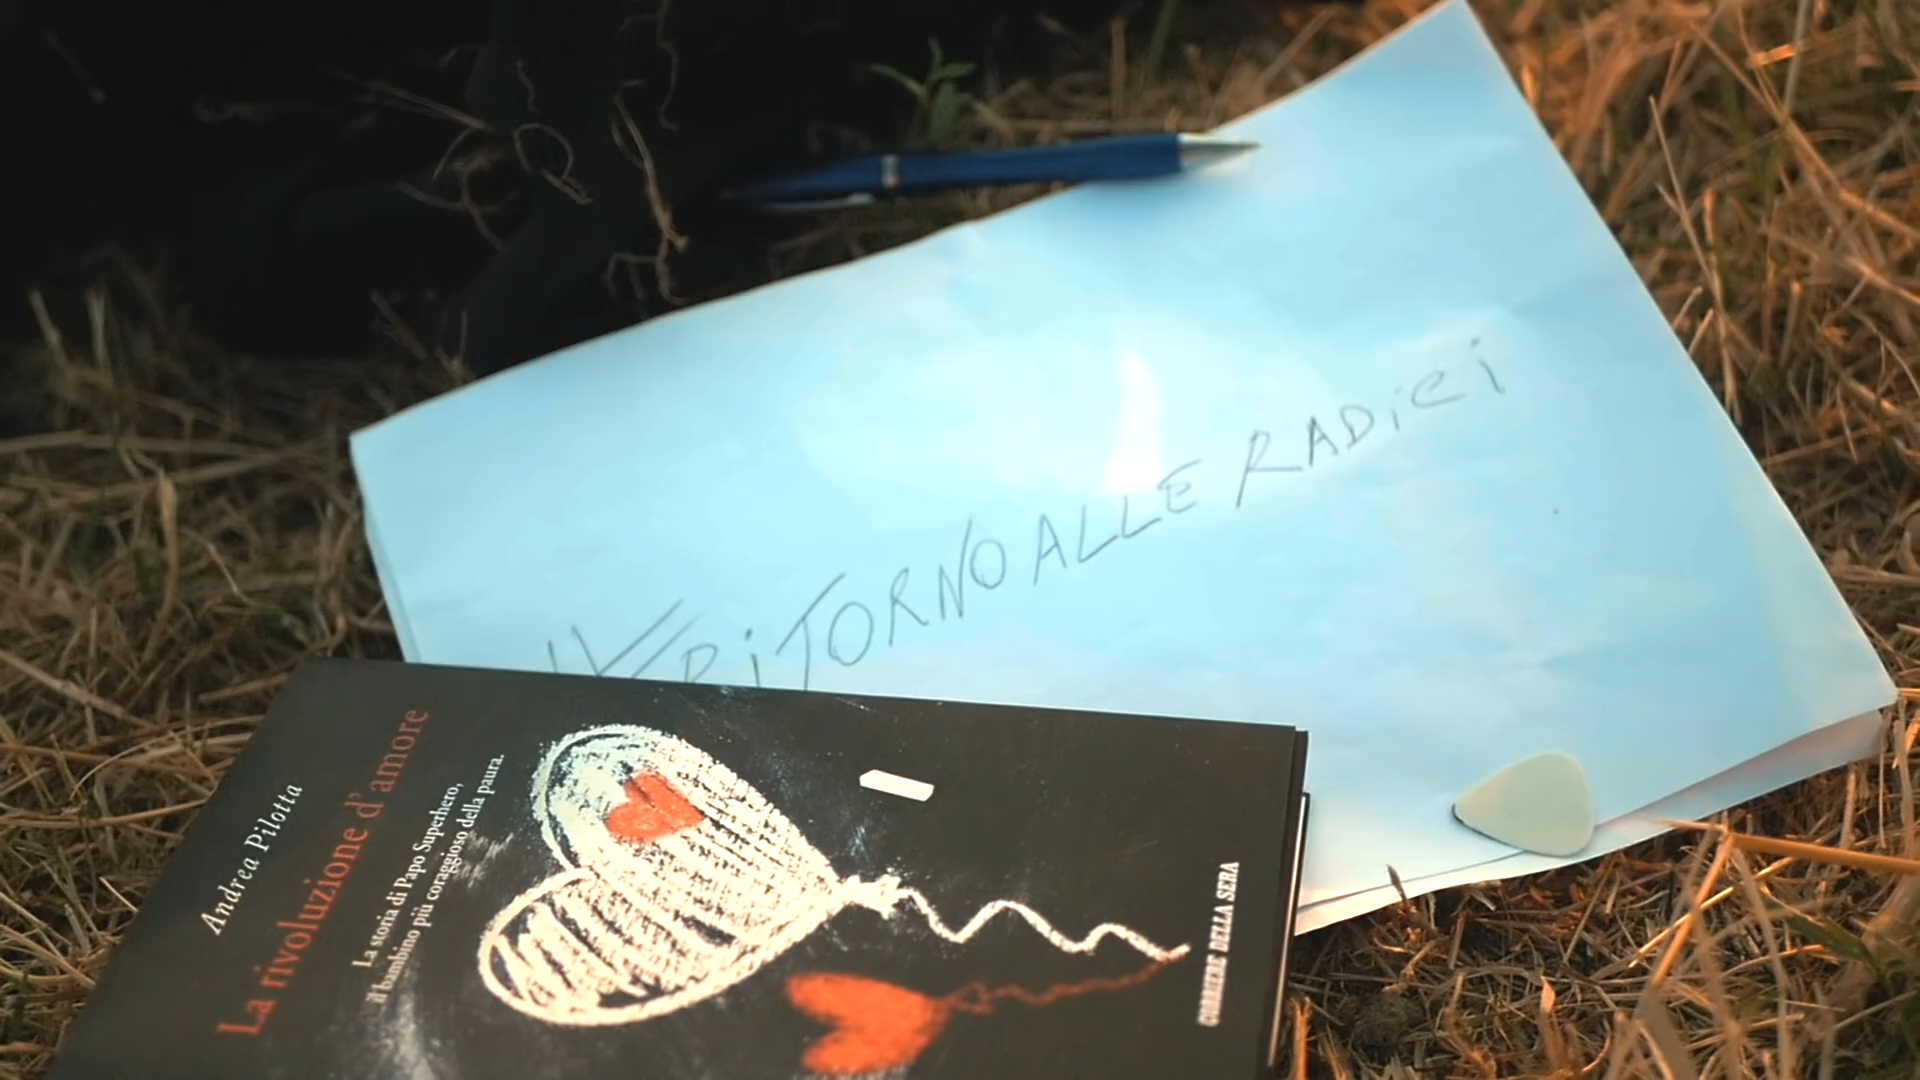 RITORNO ALLE RADiCi
Andrea Pilotta
La rivoluzione d'amore
La storia di Papo Superhero,
il bambino più coraggioso della paura.
CORRIERE DELLA SERA